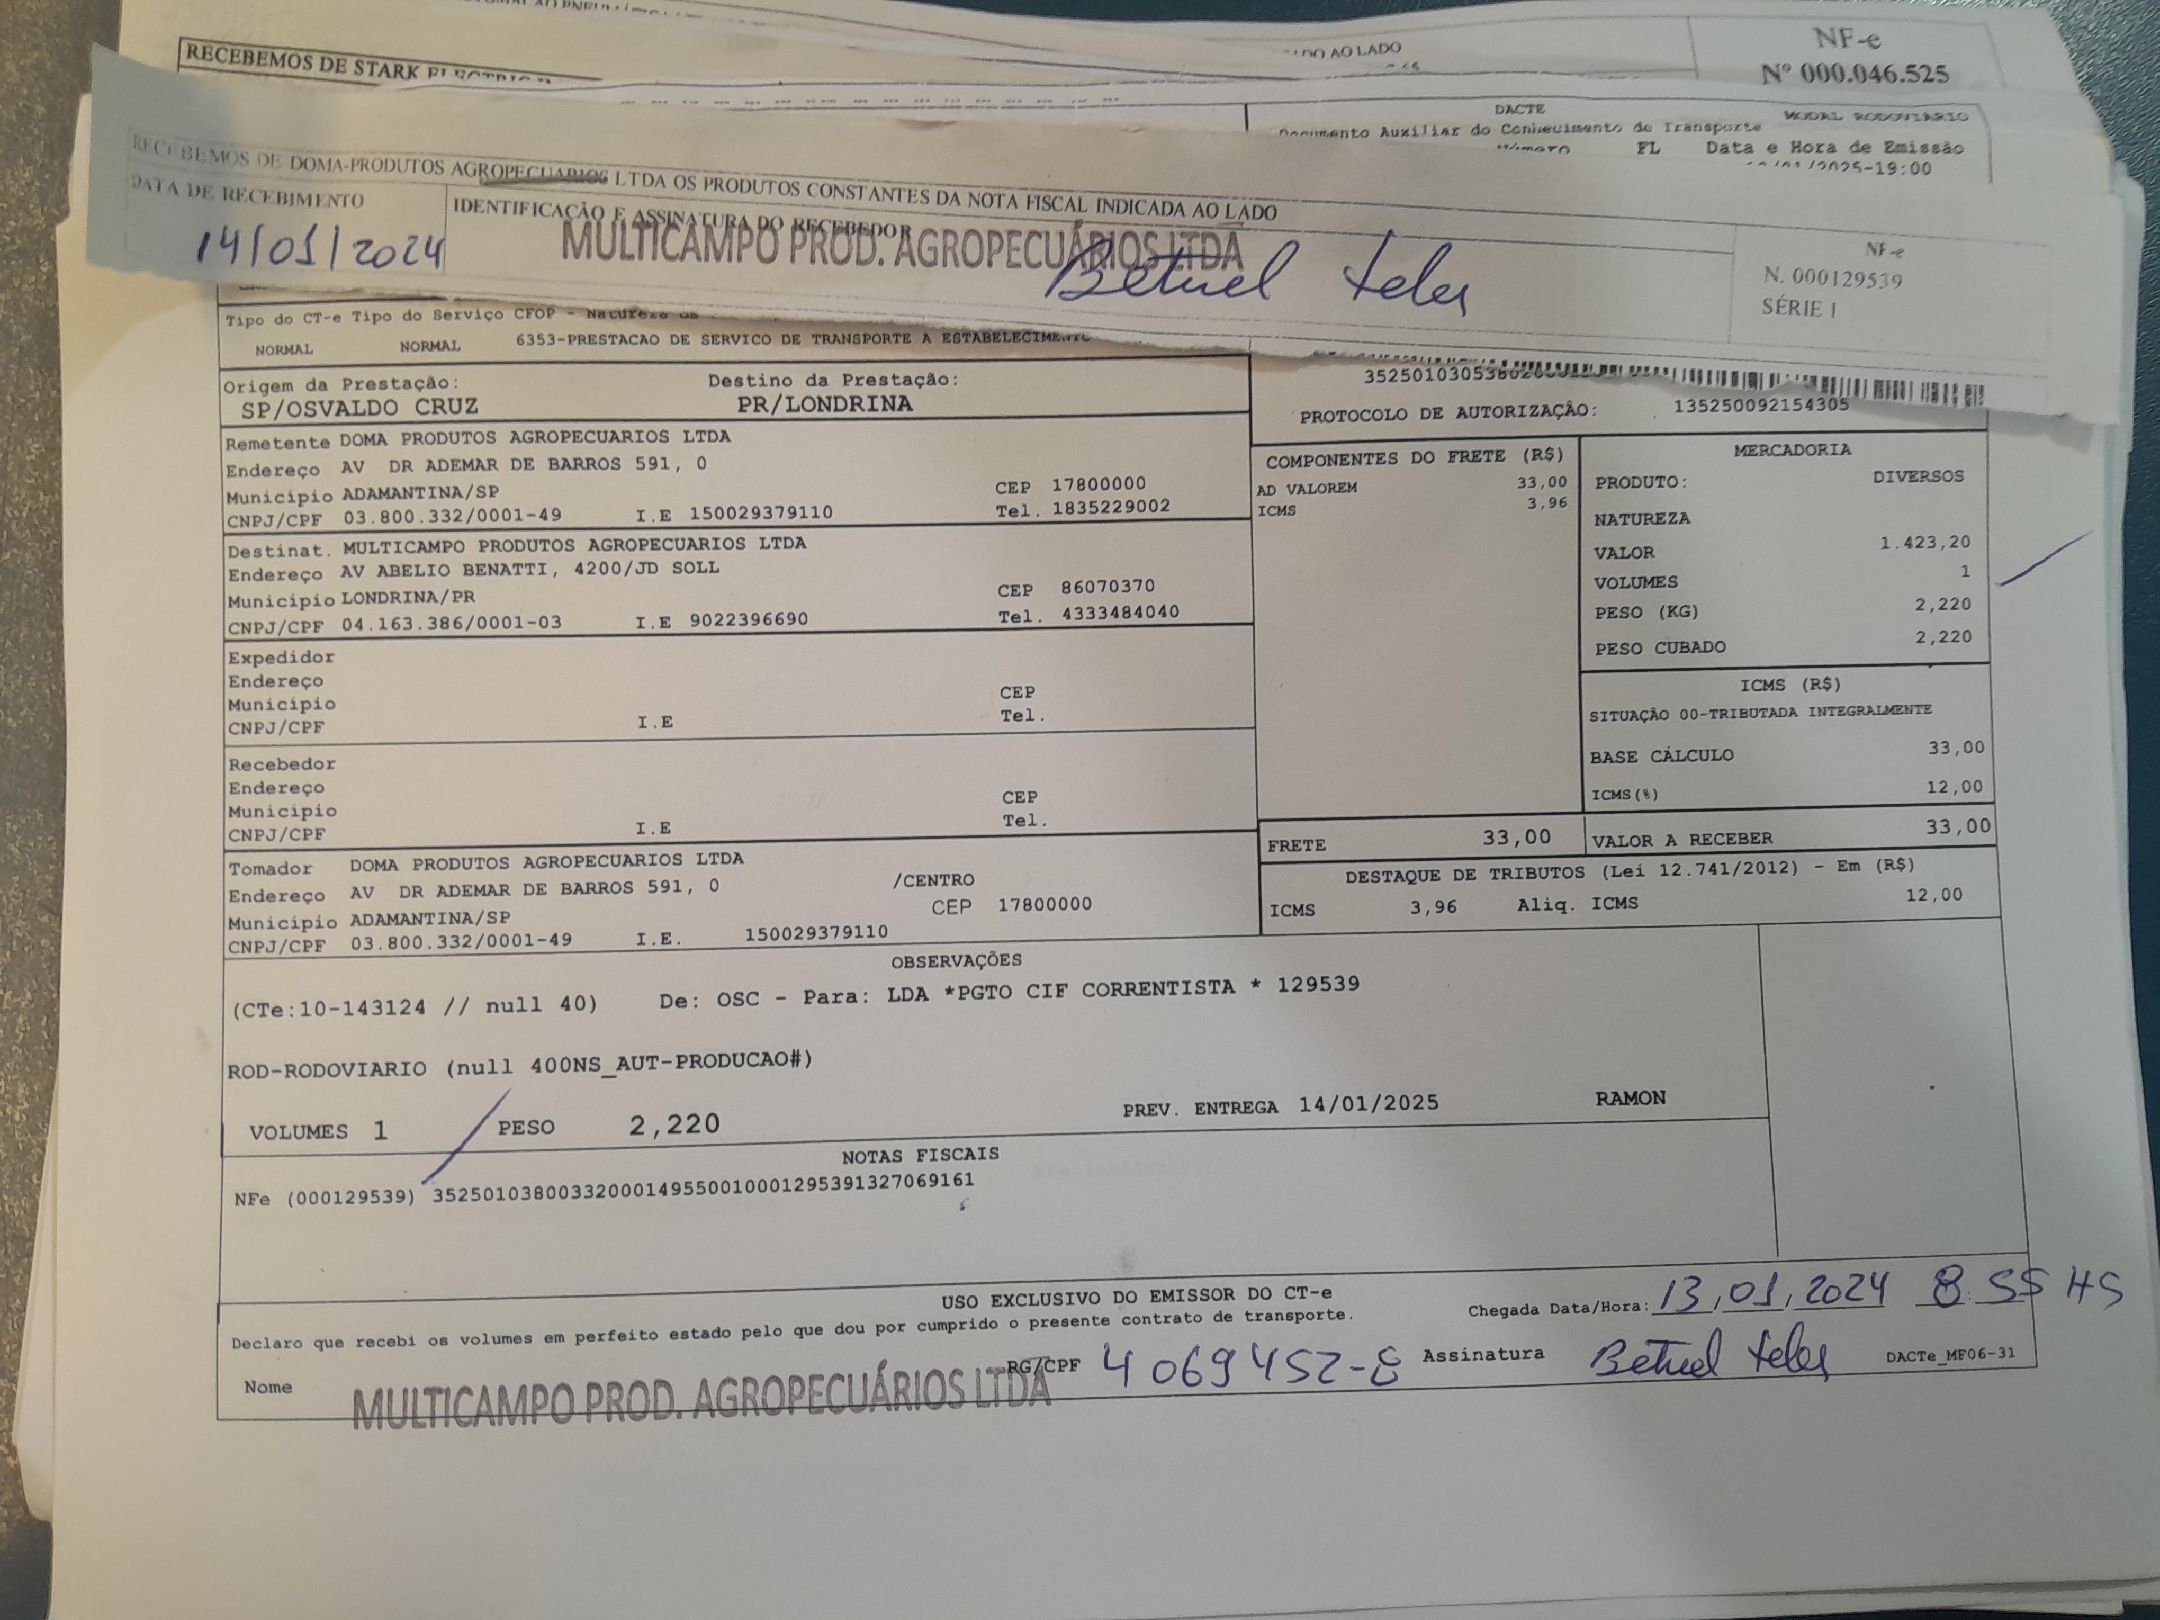 RECEBEMOS DE STARK ELECTRIC
AO LADO
NF-e
Nº 000.046.525
DACTE
MODAL RODOVIARIO
Documento Auxiliar do Conhecimento de Transporte
Número FL Data e Hora de Emissão
/01/2025-19:00
RECEBEMOS DE DOMA-PRODUTOS AGROPECUARIOS LTDA OS PRODUTOS CONSTANTES DA NOTA FISCAL INDICADA AO LADO
DATA DE RECEBIMENTO
IDENTIFICAÇÃO E ASSINATURA DO RECEBEDOR
14/01/2024
MULTICAMPO PROD. AGROPECUÁRIOS LTDA
Betuel teles
NF-e
N. 000129539
SÉRIE 1
Tipo do CT-e Tipo do Serviço CFOP - Natureza da
NORMAL NORMAL 6353-PRESTACAO DE SERVICO DE TRANSPORTE A ESTABELECIMENTO
Origem da Prestação: Destino da Prestação:
SP/OSVALDO CRUZ PR/LONDRINA
PROTOCOLO DE AUTORIZAÇÃO: 135250092154305
Remetente DOMA PRODUTOS AGROPECUARIOS LTDA
Endereço AV DR ADEMAR DE BARROS 591, 0
Municipio ADAMANTINA/SP CEP 17800000
CNPJ/CPF 03.800.332/0001-49 I.E 150029379110 Tel. 1835229002
Destinat. MULTICAMPO PRODUTOS AGROPECUARIOS LTDA
Endereço AV ABELIO BENATTI, 4200/JD SOLL
Municipio LONDRINA/PR CEP 86070370
CNPJ/CPF 04.163.386/0001-03 I.E 9022396690 Tel. 4333484040
Expedidor
Endereço
Municipio CEP
CNPJ/CPF I.E Tel.
Recebedor
Endereço
Municipio CEP
CNPJ/CPF I.E Tel.
Tomador DOMA PRODUTOS AGROPECUARIOS LTDA
Endereço AV DR ADEMAR DE BARROS 591, 0 /CENTRO
Municipio ADAMANTINA/SP CEP 17800000
CNPJ/CPF 03.800.332/0001-49 I.E. 150029379110
COMPONENTES DO FRETE (R$)
AD VALOREM 33,00
ICMS 3,96
MERCADORIA
PRODUTO: DIVERSOS
NATUREZA
VALOR 1.423,20
VOLUMES 1
PESO (KG) 2,220
PESO CUBADO 2,220
ICMS (R$)
SITUAÇÃO 00-TRIBUTADA INTEGRALMENTE
BASE CÁLCULO 33,00
ICMS(%) 12,00
FRETE 33,00 VALOR A RECEBER 33,00
DESTAQUE DE TRIBUTOS (Lei 12.741/2012) - Em (R$)
ICMS 3,96 Aliq. ICMS 12,00
OBSERVAÇÕES
(CTe:10-143124 // null 40) De: OSC - Para: LDA *PGTO CIF CORRENTISTA * 129539
ROD-RODOVIARIO (null 400NS_AUT-PRODUCAO#)
VOLUMES 1 PESO 2,220 PREV. ENTREGA 14/01/2025 RAMON
NOTAS FISCAIS
NFe (000129539) 35250103800332000149550010001295391327069161
USO EXCLUSIVO DO EMISSOR DO CT-e
Declaro que recebi os volumes em perfeito estado pelo que dou por cumprido o presente contrato de transporte.
Chegada Data/Hora: 13/01/2024 8:55 HS
Nome MULTICAMPO PROD. AGROPECUÁRIOS LTDA RG/CPF 4069452-8 Assinatura Betuel teles DACTe_MF06-31